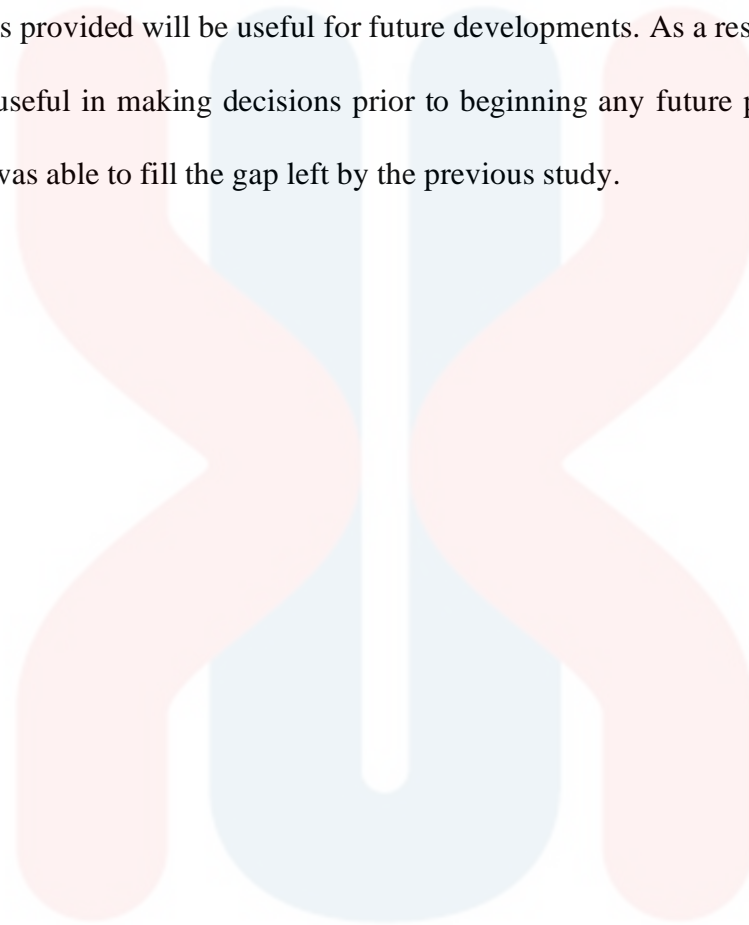 s provided will be useful for future developments. As a res
useful in making decisions prior to beginning any future p
was able to fill the gap left by the previous study.